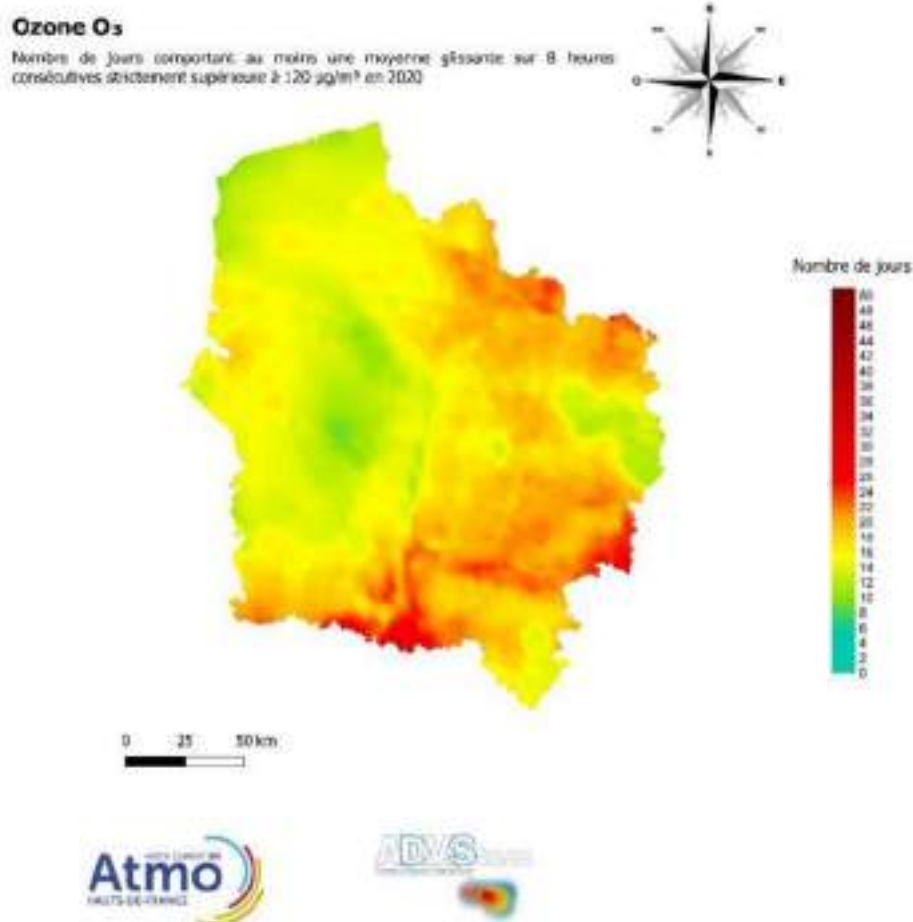 Ozone O₃
Nombre de jours comportant au moins une moyenne glissante sur 8 heures
consécutives strictement supérieure à 120 µg/m³ en 2020
O
E
Nombre de jours
48
46
44
42
40
38
36
34
32
30
28
26
24
22
20
18
16
14
12
10
8
6
4
2
0
0 25 50 km
Atmo
HAUTS-DE-FRANCE